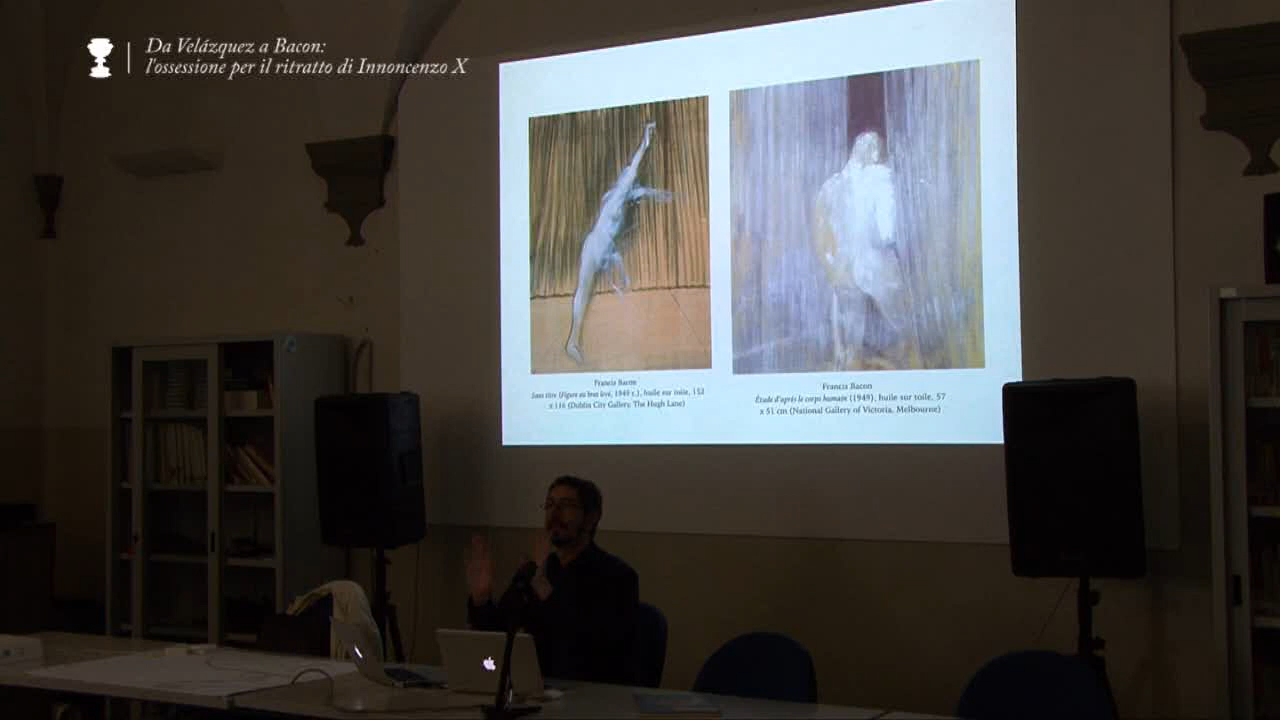 Da Velázquez a Bacon:
l'ossessione per il ritratto di Innoncenzo X
Francis Bacon
Sans titre (Figure au bras levé, 1949 c.), huile sur toile, 152
x 116 (Dublin City Gallery, The Hugh Lane)
Francis Bacon
Étude d'après le corps humain (1949), huile sur toile, 57
x 51 cm (National Gallery of Victoria, Melbourne)